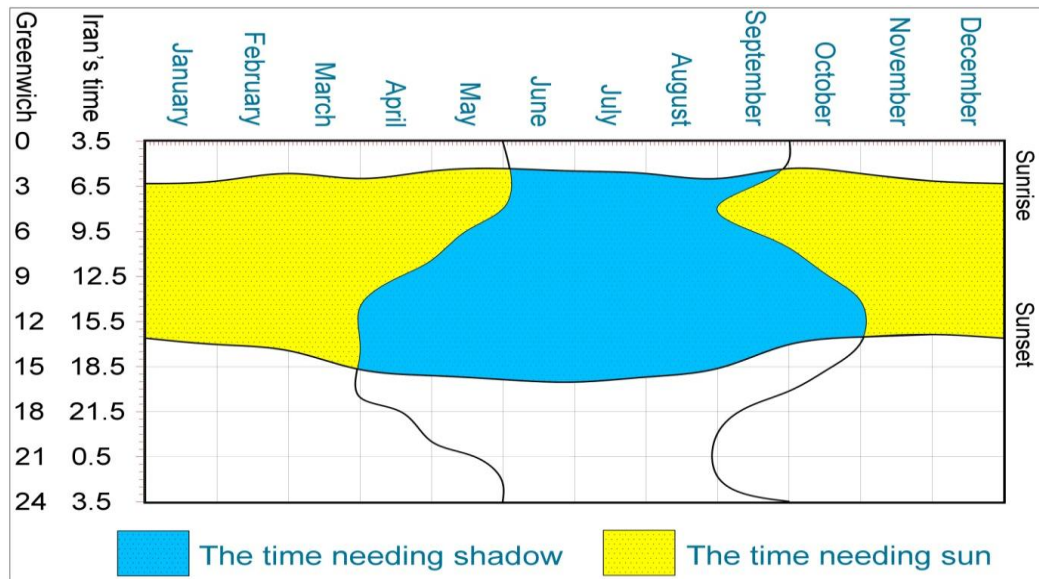 Greenwich
Iran's time
January
February
March
April
May
June
July
August
September
October
November
December
0 3.5
3 6.5
6 9.5
9 12.5
12 15.5
15 18.5
18 21.5
21 0.5
24 3.5
Sunrise
Sunset
The time needing shadow
The time needing sun